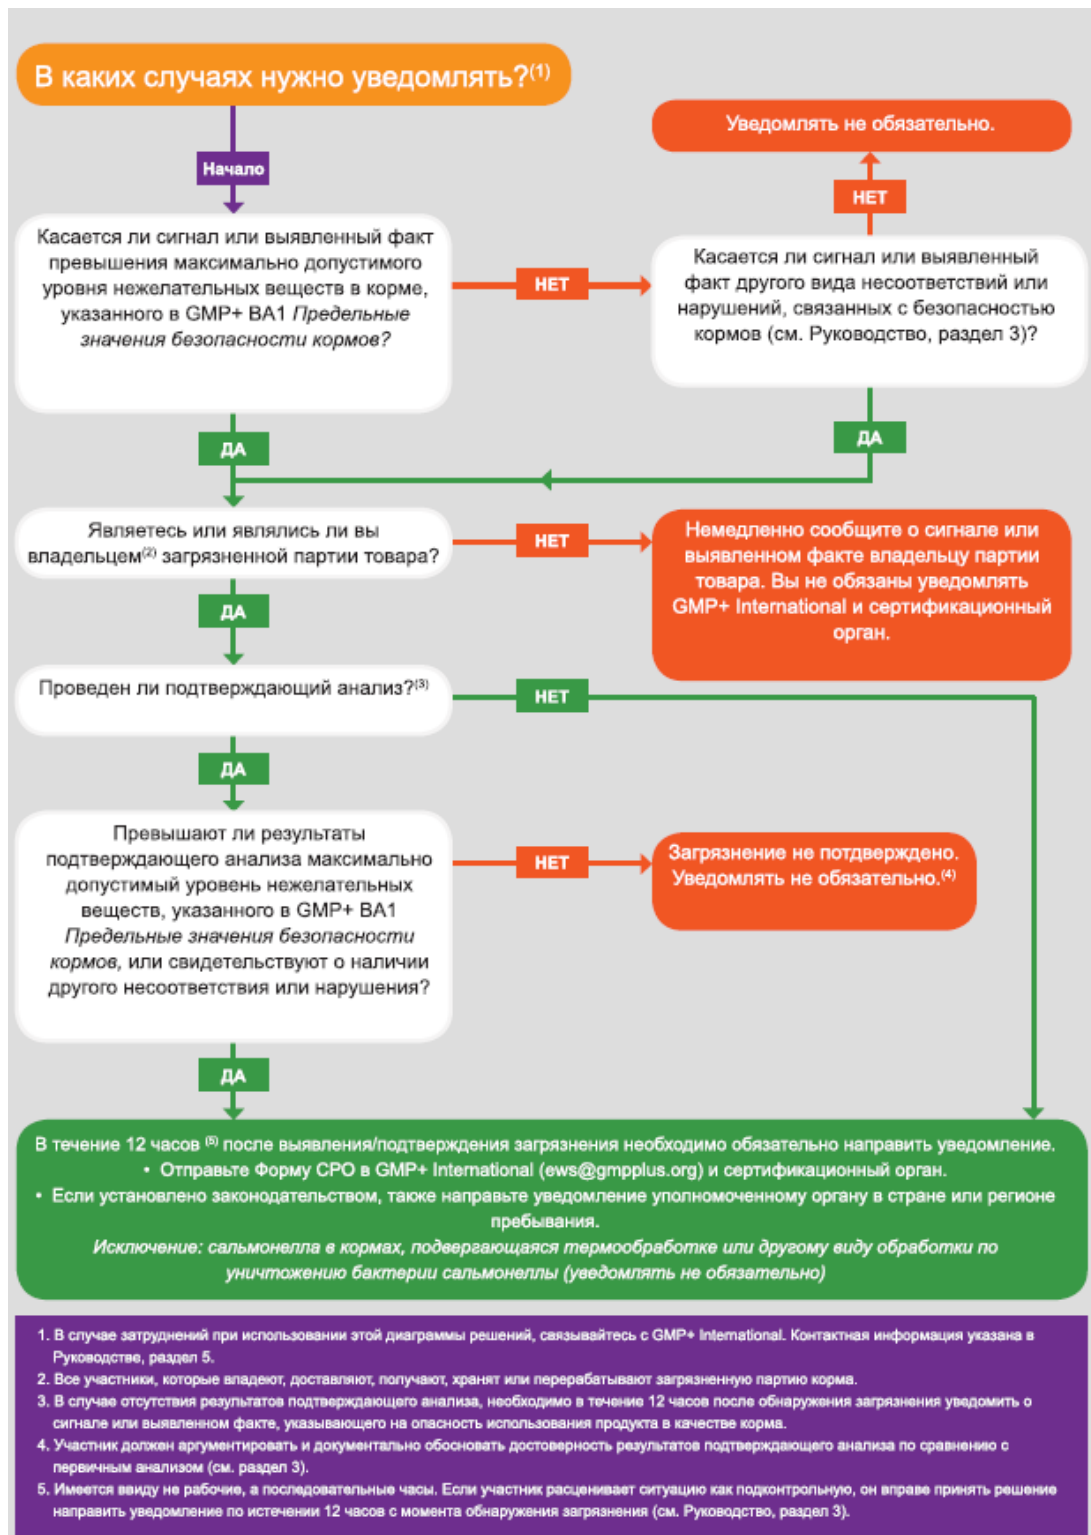 В каких случаях нужно уведомлять?(1)
Начало
Уведомлять не обязательно.
НЕТ
Касается ли сигнал или выявленный факт
превышения максимально допустимого
уровня нежелательных веществ в корме,
указанного в GMP+ BA1 Предельные
значения безопасности кормов?
НЕТ
Касается ли сигнал или выявленный
факт другого вида несоответствий или
нарушений, связанных с безопасностью
кормов (см. Руководство, раздел 3)?
ДА
ДА
Являетесь или являлись ли вы
владельцем(2) загрязненной партии товара?
НЕТ
Немедленно сообщите о сигнале или
выявленном факте владельцу партии
товара. Вы не обязаны уведомлять
GMP+ International и сертификационный
орган.
ДА
Проведен ли подтверждающий анализ?(3)
НЕТ
ДА
Превышают ли результаты
подтверждающего анализа максимально
допустимый уровень нежелательных
веществ, указанного в GMP+ BA1
Предельные значения безопасности
кормов, или свидетельствуют о наличии
другого несоответствия или нарушения?
НЕТ
Загрязнение не потдверждено.
Уведомлять не обязательно.(4)
ДА
В течение 12 часов (5) после выявления/подтверждения загрязнения необходимо обязательно направить уведомление.
• Отправьте Форму СРО в GMP+ International (ews@gmpplus.org) и сертификационный орган.
• Если установлено законодательством, также направьте уведомление уполномоченному органу в стране или регионе
пребывания.
Исключение: сальмонелла в кормах, подвергающаяся термообработке или другому виду обработки по
уничтожению бактерии сальмонеллы (уведомлять не обязательно)
1. В случае затруднений при использовании этой диаграммы решений, связывайтесь с GMP+ International. Контактная информация указана в
Руководстве, раздел 5.
2. Все участники, которые владеют, доставляют, получают, хранят или перерабатывают загрязненную партию корма.
3. В случае отсутствия результатов подтверждающего анализа, необходимо в течение 12 часов после обнаружения загрязнения уведомить о
сигнале или выявленном факте, указывающего на опасность использования продукта в качестве корма.
4. Участник должен аргументировать и документально обосновать достоверность результатов подтверждающего анализа по сравнению с
первичным анализом (см. раздел 3).
5. Имеется ввиду не рабочие, а последовательные часы. Если участник расценивает ситуацию как подконтрольную, он вправе принять решение
направить уведомление по истечении 12 часов с момента обнаружения загрязнения (см. Руководство, раздел 3).